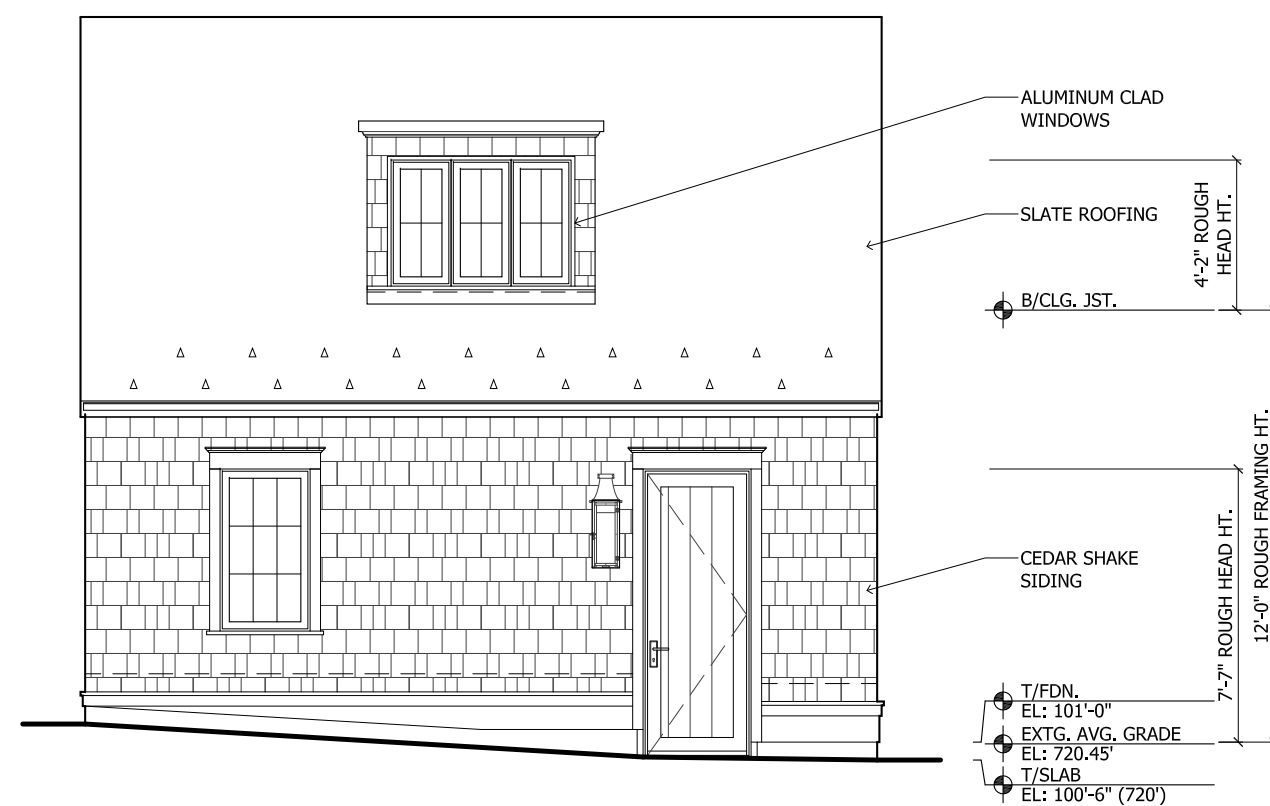 ALUMINUM CLAD
WINDOWS
4'-2" ROUGH
HEAD HT.
SLATE ROOFING
B/CLG. JST.
12'-0" ROUGH FRAMING HT.
7'-7" ROUGH HEAD HT.
CEDAR SHAKE
SIDING
T/FDN.
EL: 101'-0"
EXTG. AVG. GRADE
EL: 720.45'
T/SLAB
EL: 100'-6" (720')